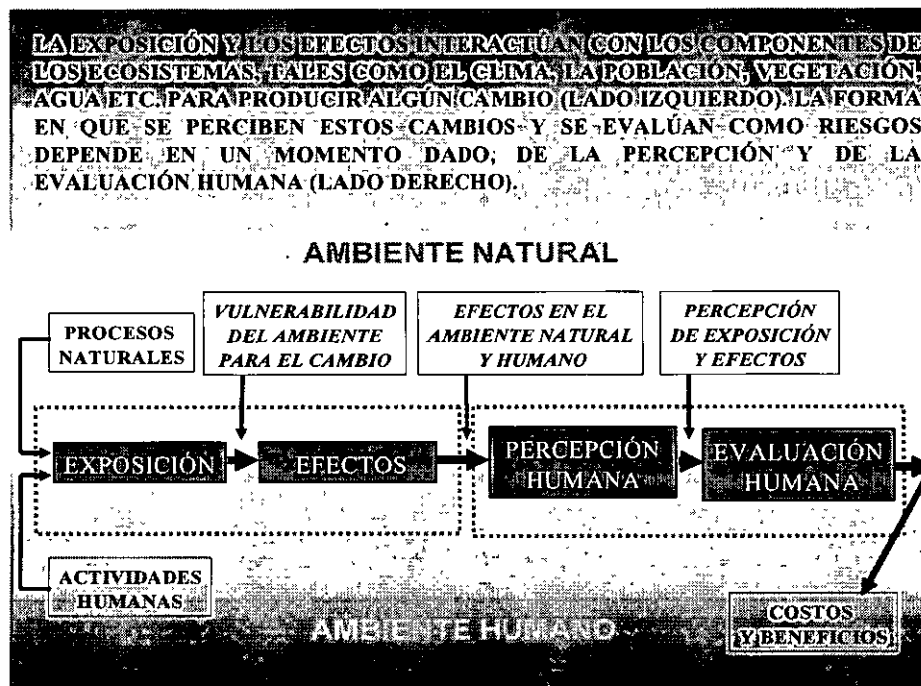 LA EXPOSICIÓN Y LOS EFECTOS INTERACTÚAN CON LOS COMPONENTES DE
LOS ECOSISTEMAS, TALES COMO EL CLIMA, LA POBLACIÓN, VEGETACIÓN,
AGUA ETC. PARA PRODUCIR ALGÚN CAMBIO (LADO IZQUIERDO). LA FORMA
EN QUE SE PERCIBEN ESTOS CAMBIOS Y SE EVALÚAN COMO RIESGOS
DEPENDE EN UN MOMENTO DADO, DE LA PERCEPCIÓN Y DE LA
EVALUACIÓN HUMANA (LADO DERECHO).
AMBIENTE NATURAL
PROCESOS
NATURALES
VULNERABILIDAD
DEL AMBIENTE
PARA EL CAMBIO
EFECTOS EN EL
AMBIENTE NATURAL
Y HUMANO
PERCEPCIÓN
DE EXPOSICIÓN
Y EFECTOS
EXPOSICIÓN
EFECTOS
PERCEPCIÓN
HUMANA
EVALUACIÓN
HUMANA
ACTIVIDADES
HUMANAS
AMBIENTE HUMANO
COSTOS
Y BENEFICIOS